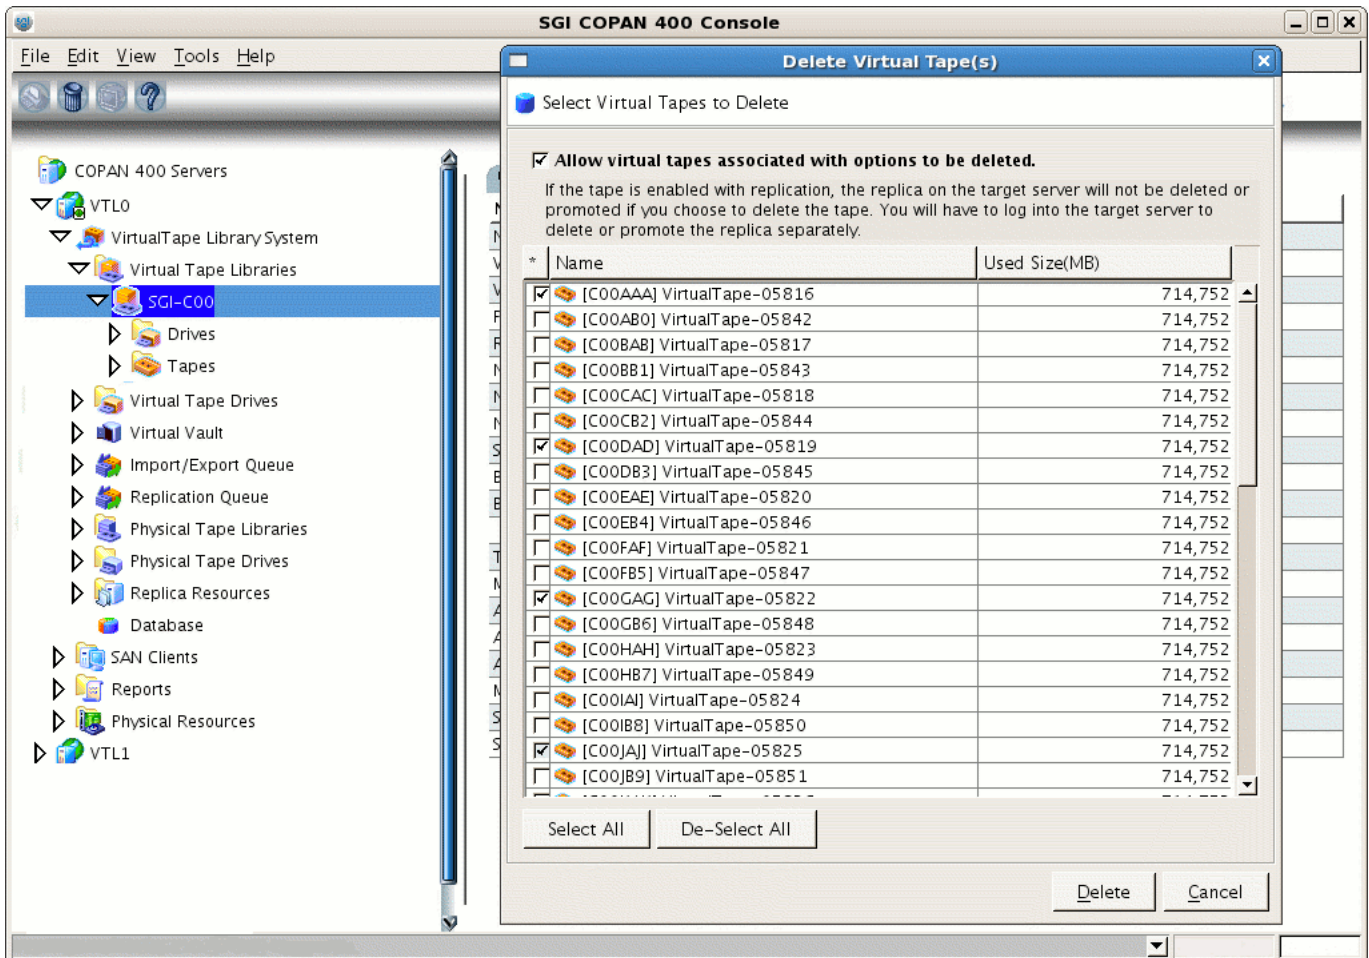 SGI COPAN 400 Console
File Edit View Tools Help
COPAN 400 Servers
VTL0
VirtualTape Library System
Virtual Tape Libraries
SGI-C00
Drives
Tapes
Virtual Tape Drives
Virtual Vault
Import/Export Queue
Replication Queue
Physical Tape Libraries
Physical Tape Drives
Replica Resources
Database
SAN Clients
Reports
Physical Resources
VTL1
Delete Virtual Tape(s)
Select Virtual Tapes to Delete
Allow virtual tapes associated with options to be deleted.
If the tape is enabled with replication, the replica on the target server will not be deleted or
promoted if you choose to delete the tape. You will have to log into the target server to
delete or promote the replica separately.
* Name Used Size(MB)
[C00AAA] VirtualTape-05816 714,752
[C00AB0] VirtualTape-05842 714,752
[C00BAB] VirtualTape-05817 714,752
[C00BB1] VirtualTape-05843 714,752
[C00CAC] VirtualTape-05818 714,752
[C00CB2] VirtualTape-05844 714,752
[C00DAD] VirtualTape-05819 714,752
[C00DB3] VirtualTape-05845 714,752
[C00EAE] VirtualTape-05820 714,752
[C00EB4] VirtualTape-05846 714,752
[C00FAF] VirtualTape-05821 714,752
[C00FB5] VirtualTape-05847 714,752
[C00GAG] VirtualTape-05822 714,752
[C00GB6] VirtualTape-05848 714,752
[C00HAH] VirtualTape-05823 714,752
[C00HB7] VirtualTape-05849 714,752
[C00IAI] VirtualTape-05824 714,752
[C00IB8] VirtualTape-05850 714,752
[C00JAJ] VirtualTape-05825 714,752
[C00JB9] VirtualTape-05851 714,752
Select All De-Select All
Delete Cancel